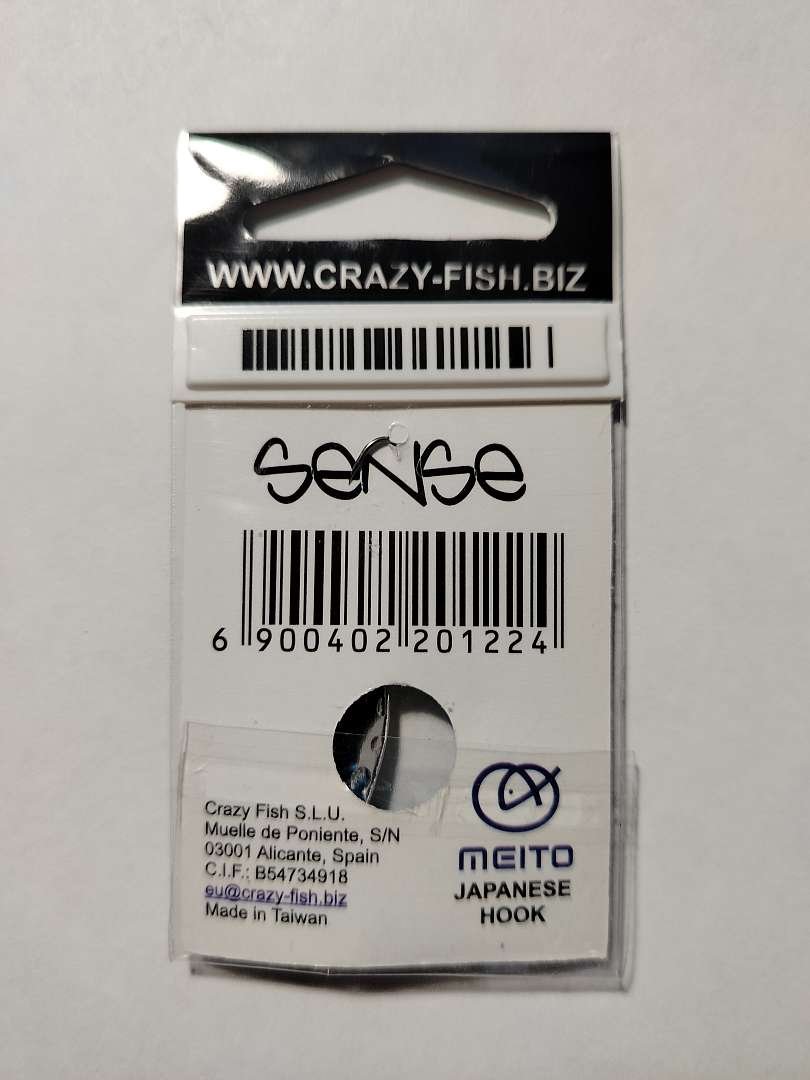 WWW.CRAZY-FISH.BIZ
SENSE
6 900402 201224
Crazy Fish S.L.U.
Muelle de Poniente, S/N
03001 Alicante, Spain
C.I.F.: B54734918
eu@crazy-fish.biz
Made in Taiwan
MEITO
JAPANESE
HOOK